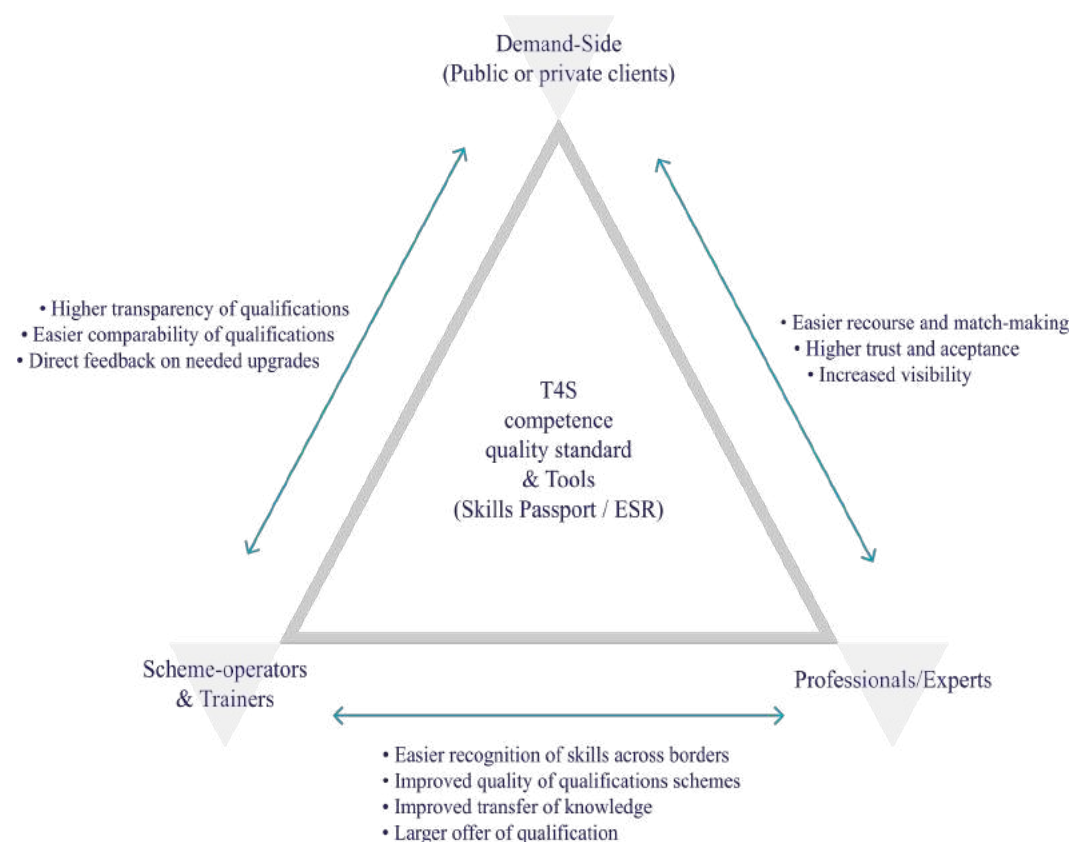 Demand-Side
(Public or private clients)
• Higher transparency of qualifications
• Easier comparability of qualifications
• Direct feedback on needed upgrades
• Easier recourse and match-making
• Higher trust and aceptance
• Increased visibility
T4S
competence
quality standard
& Tools
(Skills Passport / ESR)
Scheme-operators
& Trainers
Professionals/Experts
• Easier recognition of skills across borders
• Improved quality of qualifications schemes
• Improved transfer of knowledge
• Larger offer of qualification